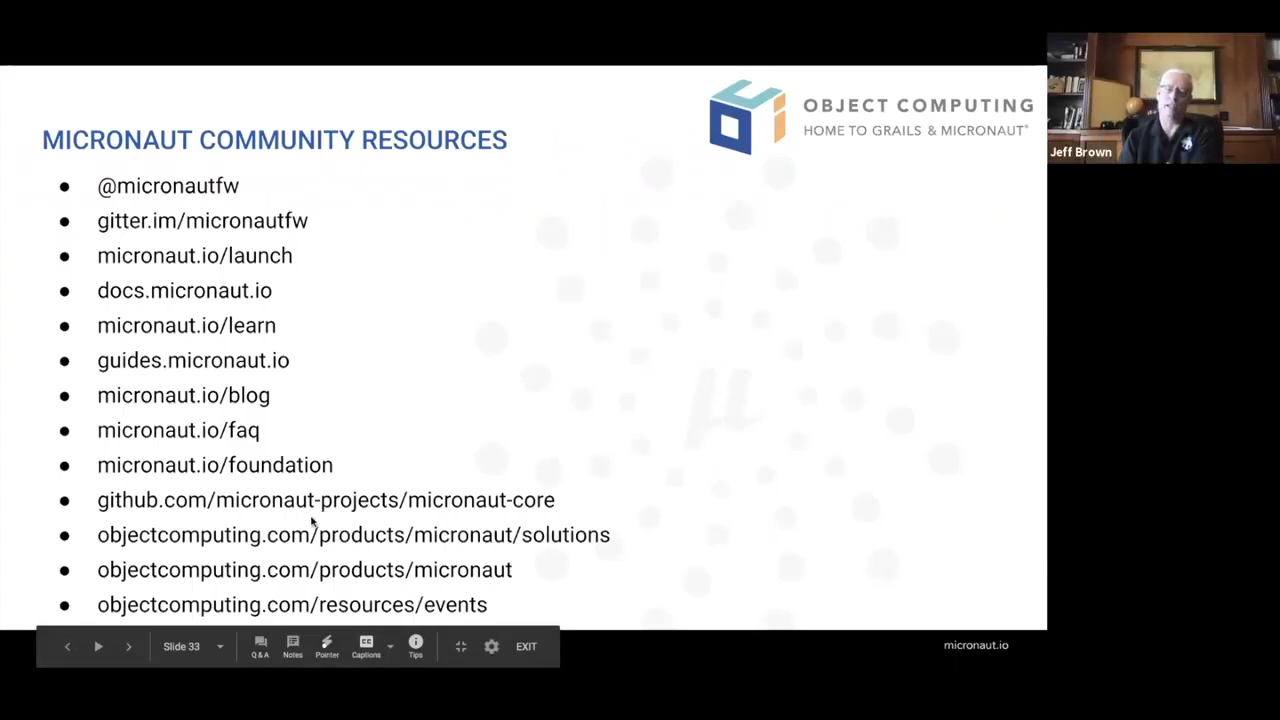 OBJECT COMPUTING
HOME TO GRAILS & MICRONAUT®
MICRONAUT COMMUNITY RESOURCES
● @micronautfw
● gitter.im/micronautfw
● micronaut.io/launch
● docs.micronaut.io
● micronaut.io/learn
● guides.micronaut.io
● micronaut.io/blog
● micronaut.io/faq
● micronaut.io/foundation
● github.com/micronaut-projects/micronaut-core
● objectcomputing.com/products/micronaut/solutions
● objectcomputing.com/products/micronaut
● objectcomputing.com/resources/events
μ
Jeff Brown
Slide 33
Q & A
Notes
Pointer
CC
Captions
Tips
EXIT
micronaut.io